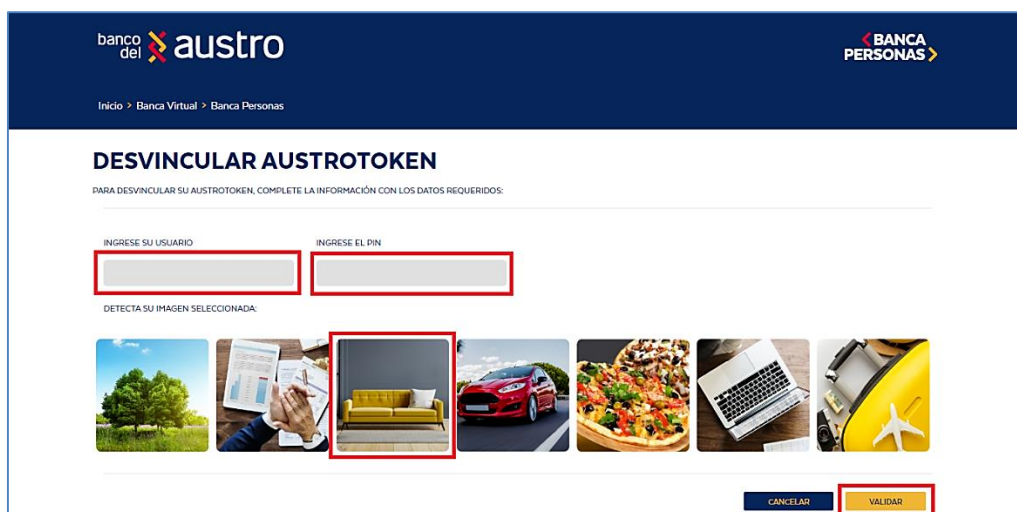 banco del austro
< BANCA PERSONAS >
Inicio > Banca Virtual > Banca Personas
DESVINCULAR AUSTROTOKEN
PARA DESVINCULAR SU AUSTROTOKEN, COMPLETE LA INFORMACIÓN CON LOS DATOS REQUERIDOS:
INGRESE SU USUARIO
INGRESE EL PIN
DETECTA SU IMAGEN SELECCIONADA:
CANCELAR
VALIDAR